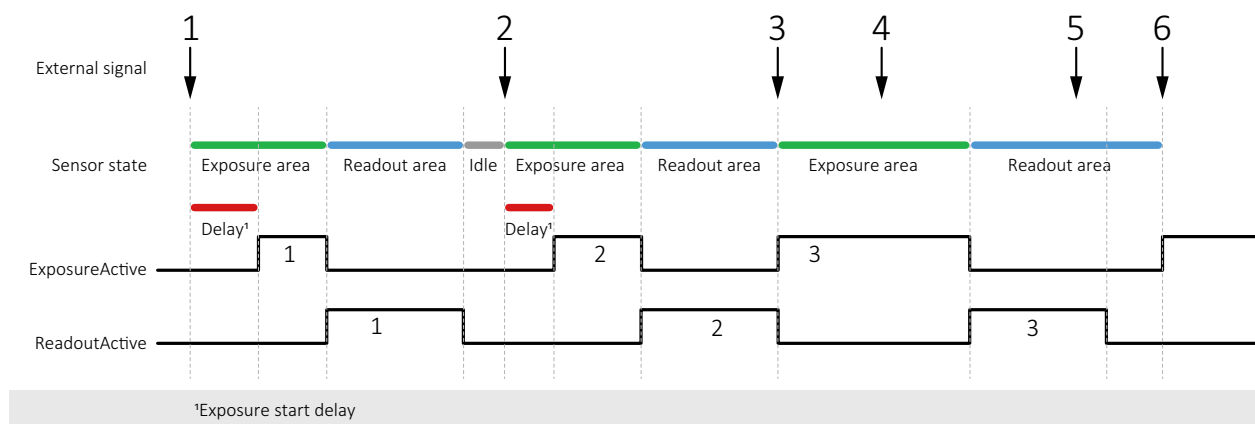 1 2 3 4 5 6
External signal
Sensor state Exposure area Readout area Idle Exposure area Readout area Exposure area Readout area
Delay¹ Delay¹
ExposureActive 1 2 3
ReadoutActive 1 2 3
¹Exposure start delay